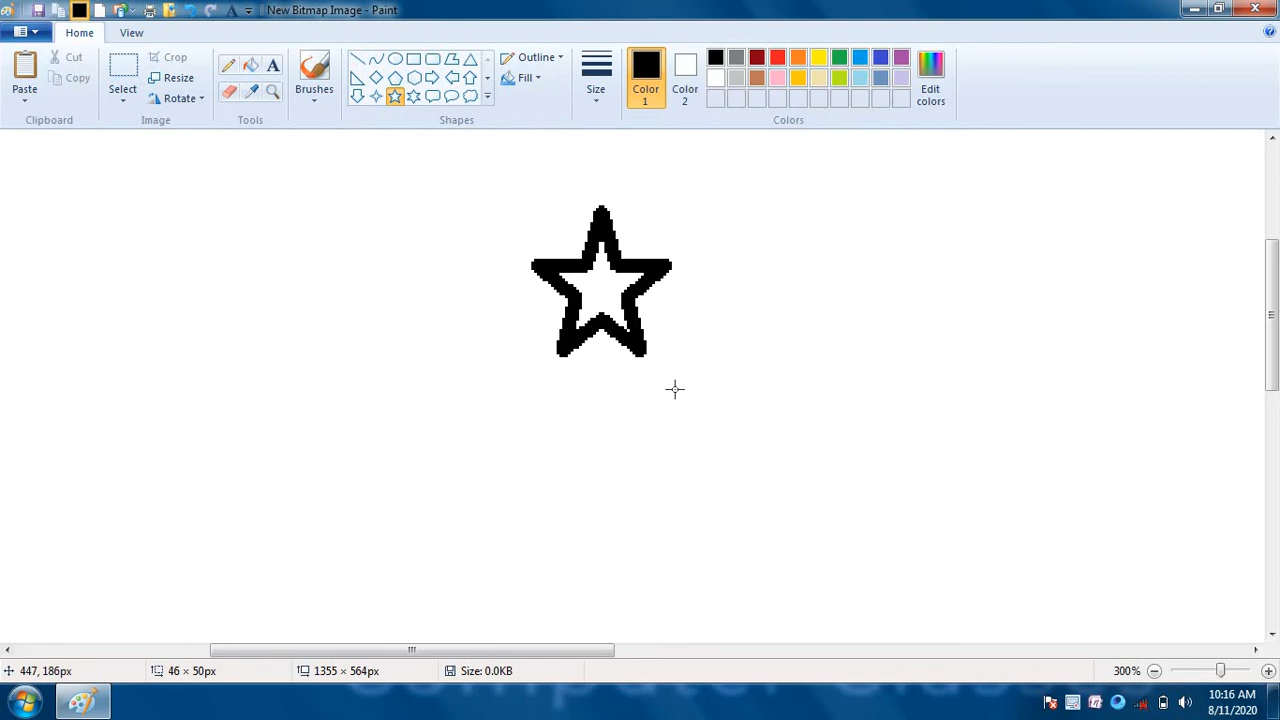 New Bitmap Image - Paint
Home
View
Paste
Cut
Copy
Clipboard
Select
Crop
Resize
Rotate
Image
A
Tools
Brushes
Outline
Fill
Shapes
Size
Color
1
Color
2
Edit
colors
Colors
447, 186px
46 × 50px
1355 × 564px
Size: 0.0KB
300%
10:16 AM
8/11/2020